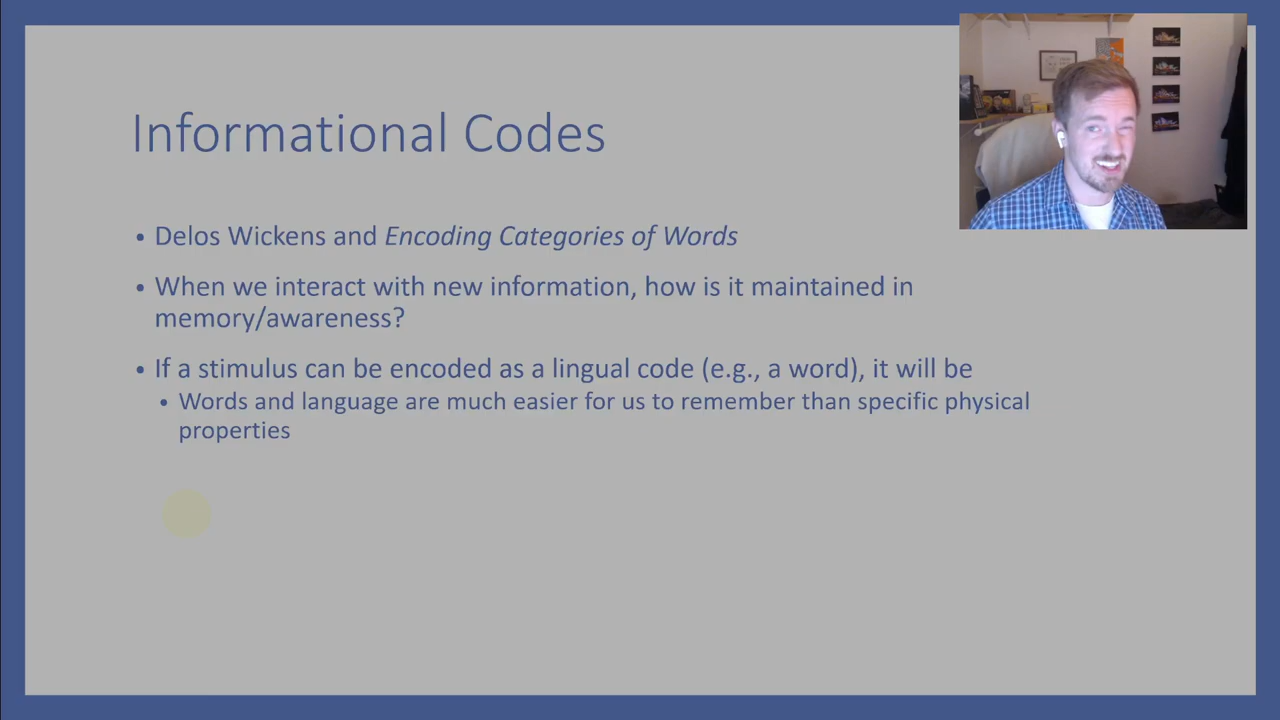 Informational Codes
• Delos Wickens and Encoding Categories of Words
• When we interact with new information, how is it maintained in
memory/awareness?
• If a stimulus can be encoded as a lingual code (e.g., a word), it will be
• Words and language are much easier for us to remember than specific physical
properties